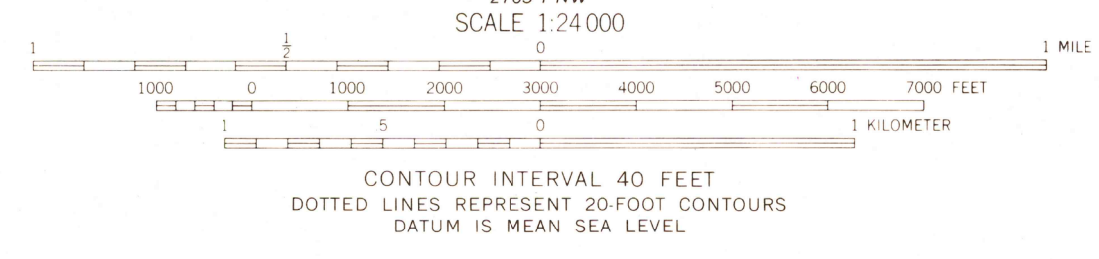 SCALE 1:24 000
1 ½ 0 1 MILE
1000 0 1000 2000 3000 4000 5000 6000 7000 FEET
1 .5 0 1 KILOMETER
CONTOUR INTERVAL 40 FEET
DOTTED LINES REPRESENT 20-FOOT CONTOURS
DATUM IS MEAN SEA LEVEL